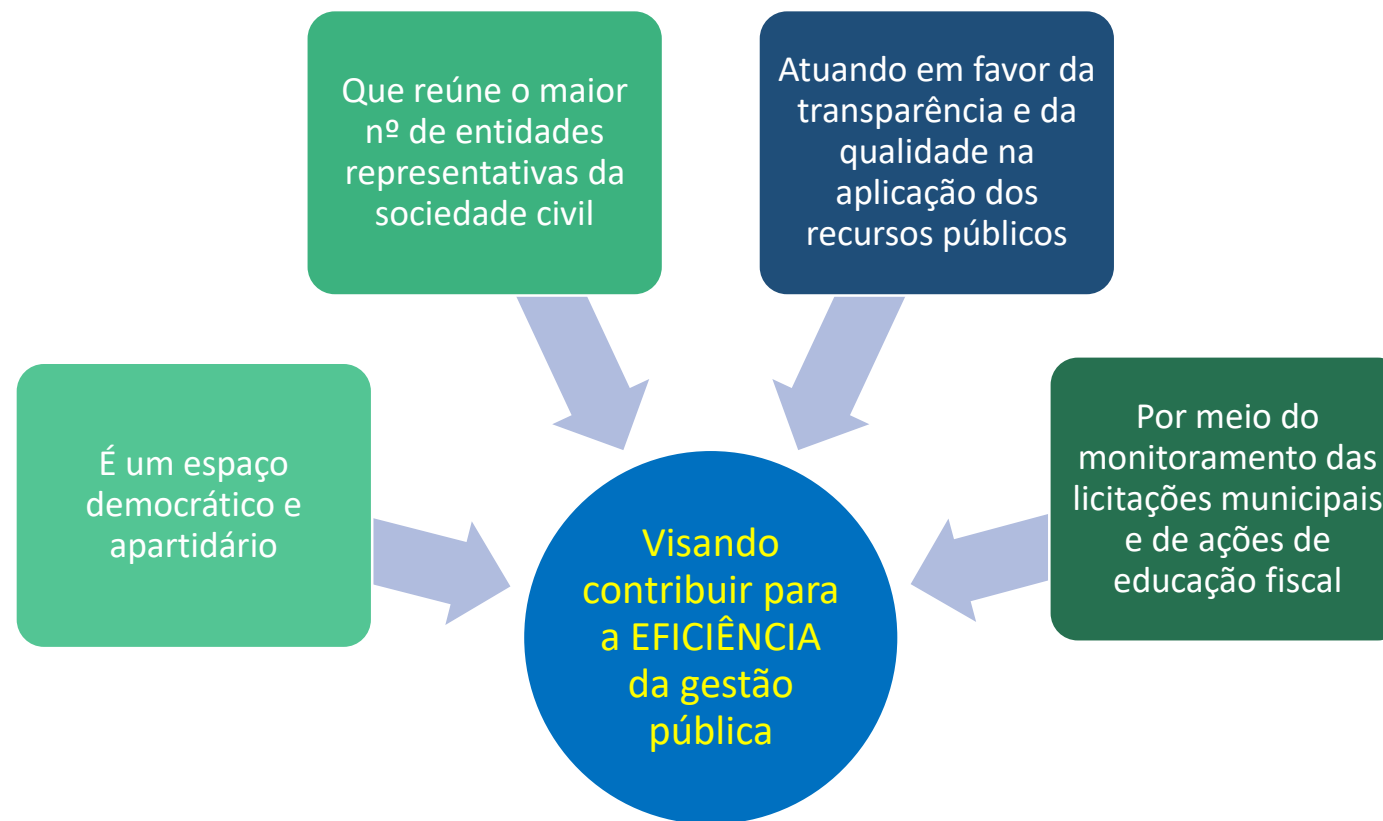 É um espaço
democrático e
apartidário
Que reúne o maior
nº de entidades
representativas da
sociedade civil
Atuando em favor da
transparência e da
qualidade na
aplicação dos
recursos públicos
Por meio do
monitoramento das
licitações municipais
e de ações de
educação fiscal
Visando
contribuir para
a EFICIÊNCIA
da gestão
pública